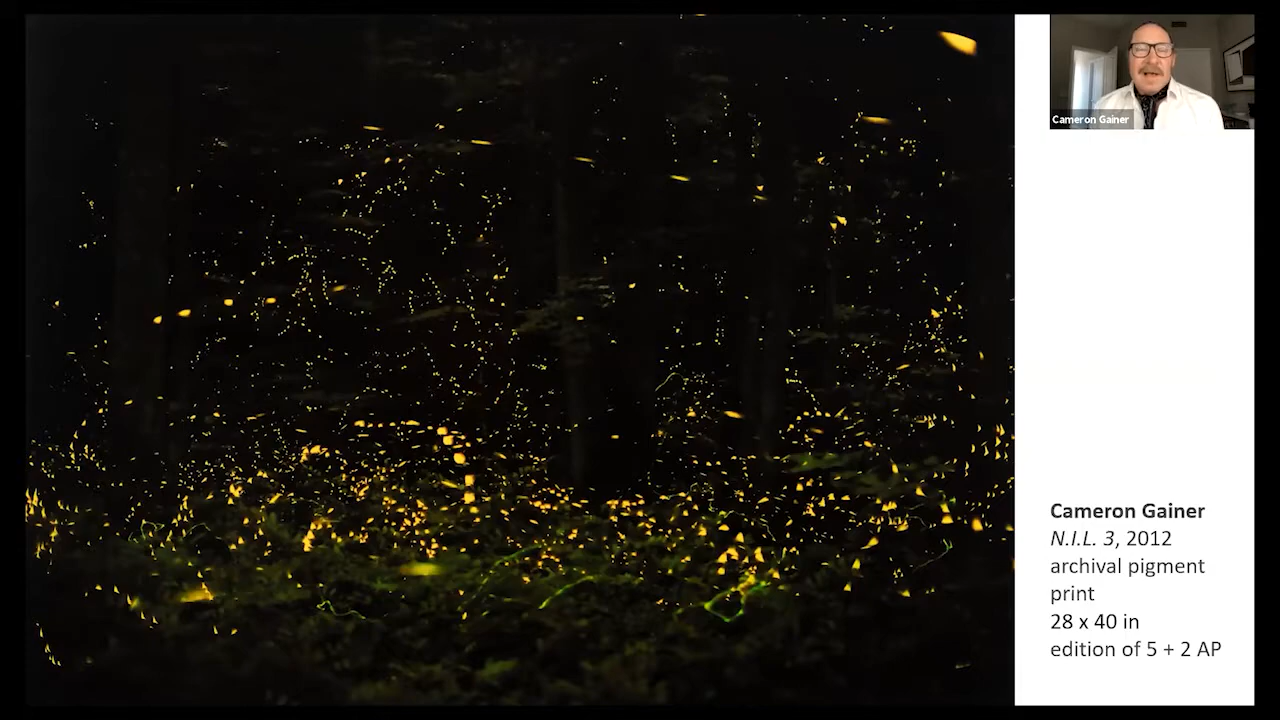 Cameron Gainer
Cameron Gainer
N.I.L. 3, 2012
archival pigment
print
28 x 40 in
edition of 5 + 2 AP